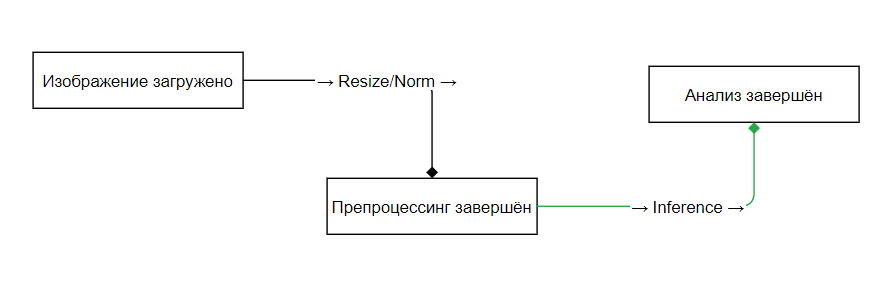 Изображение загружено
→ Resize/Norm →
Анализ завершён
Препроцессинг завершён
→ Inference →